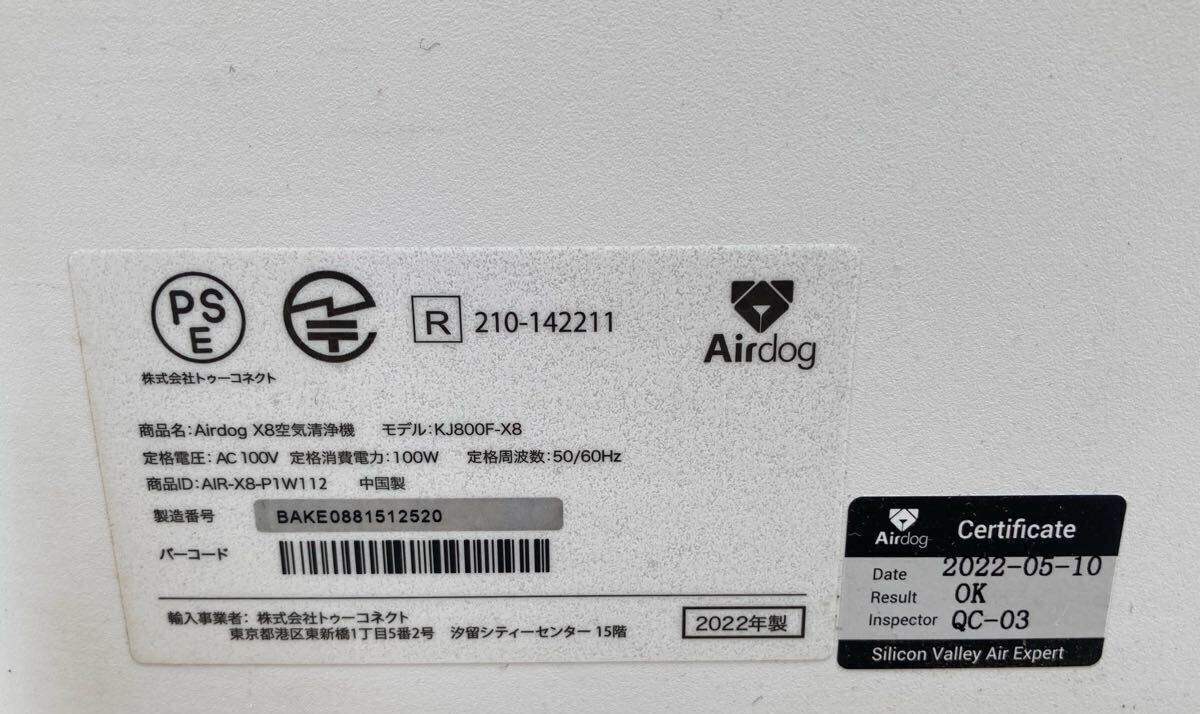 PSE
株式会社トゥーコネクト
R 210-142211
Airdog
商品名:Airdog X8空気清浄機 モデル:KJ800F-X8
定格電圧:AC100V 定格消費電力:100W 定格周波数:50/60Hz
商品ID:AIR-X8-P1W112 中国製
製造番号 BAKE0881512520
バーコード
輸入事業者: 株式会社トゥーコネクト
東京都港区東新橋1丁目5番2号 汐留シティーセンター 15階
2022年製
Airdog Certificate
Date 2022-05-10
Result OK
Inspector QC-03
Silicon Valley Air Expert